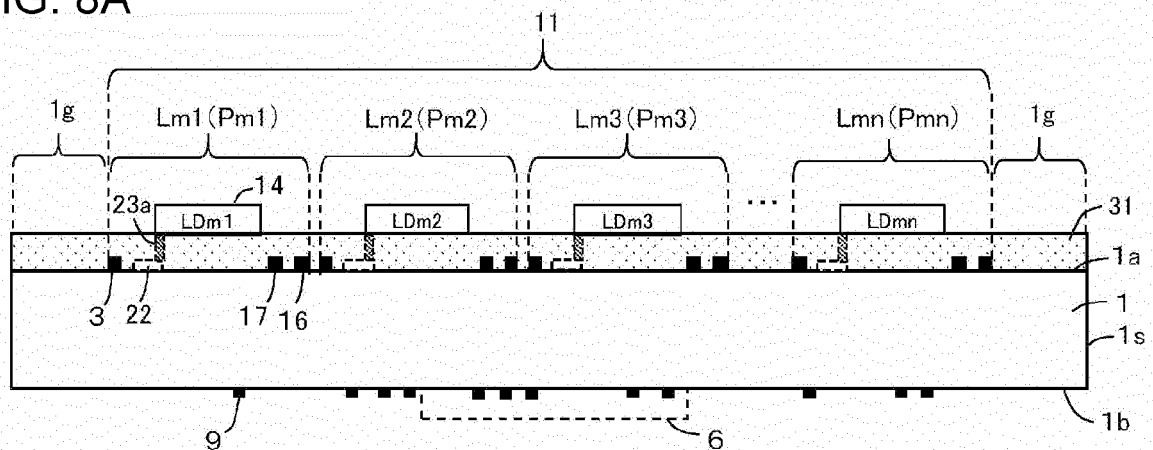 FIG. 8A
11
1g Lm1(Pm1) Lm2(Pm2) Lm3(Pm3) Lmn(Pmn) 1g
23a 14 ... 31
LDm1 LDm2 LDm3 LDmn
1a
3 22 17 16 1
1s
9 6 1b